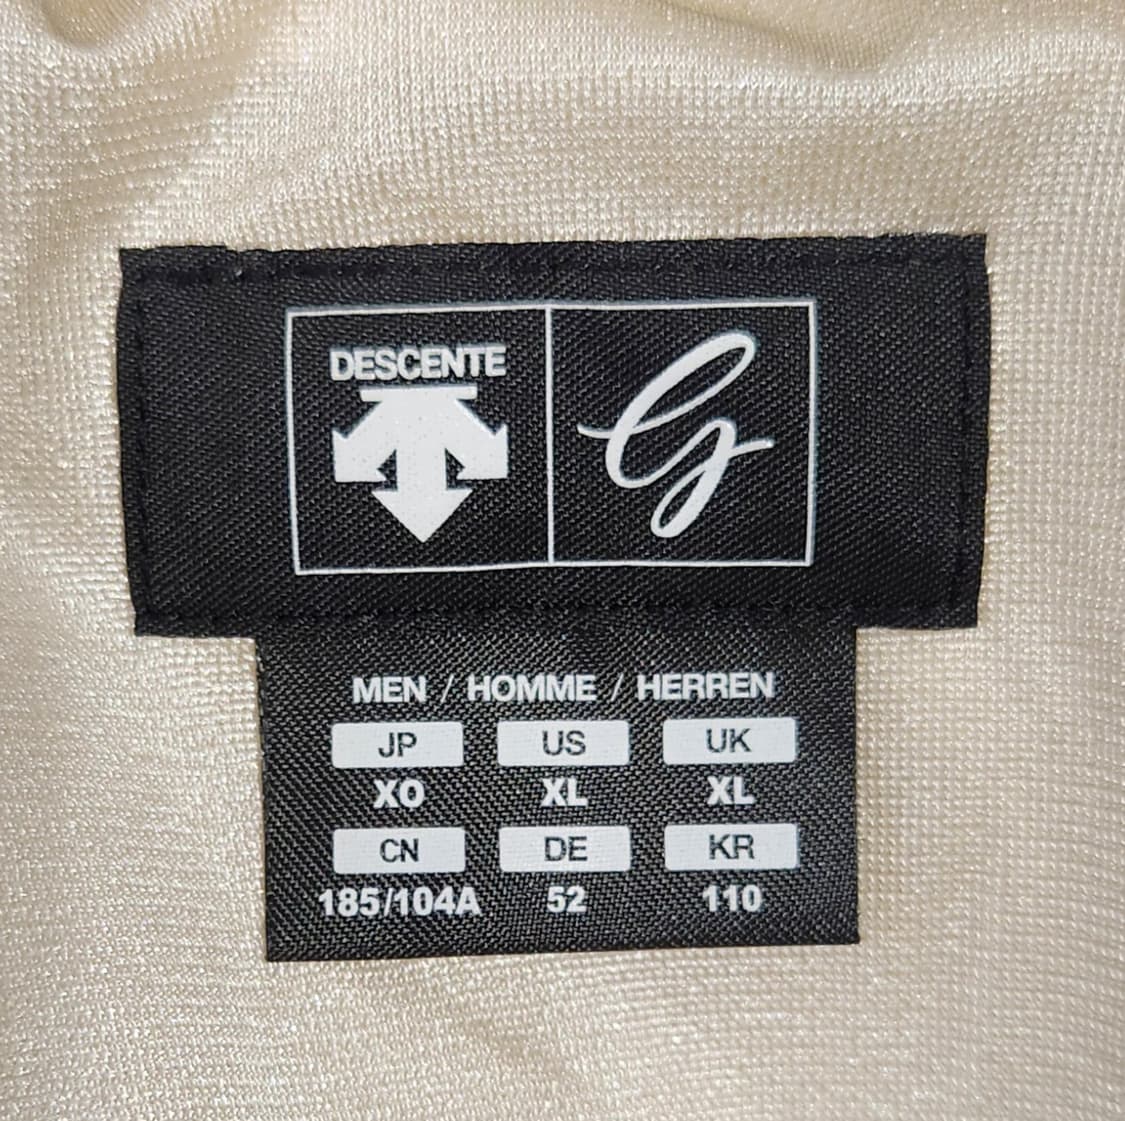 DESCENTE
G
MEN / HOMME / HERREN
JP US UK
XO XL XL
CN DE KR
185/104A 52 110